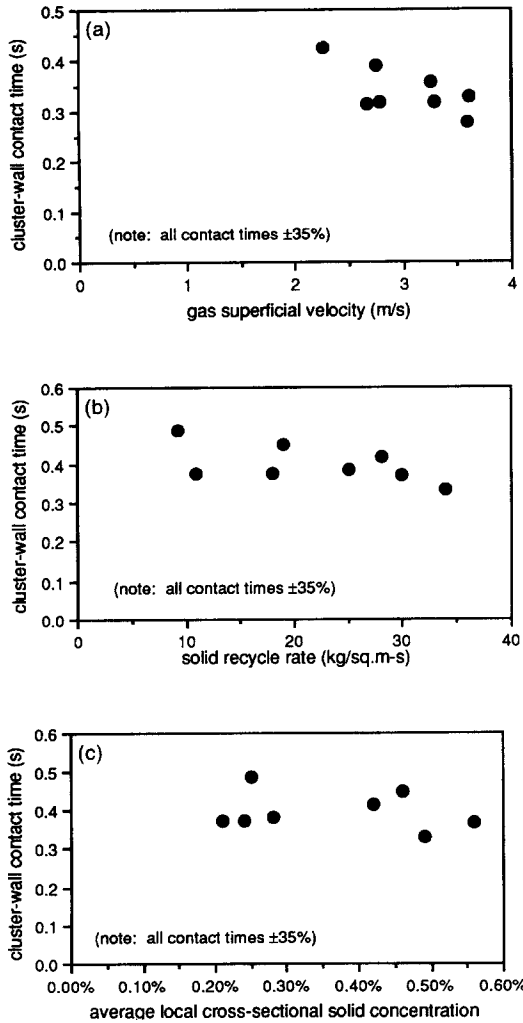 (a)
cluster-wall contact time (s)
0.5
0.4
0.3
0.2
0.1
0.0
(note: all contact times ±35%)
0 1 2 3 4
gas superficial velocity (m/s)
(b)
cluster-wall contact time (s)
0.6
0.5
0.4
0.3
0.2
0.1
0.0
(note: all contact times ±35%)
0 10 20 30 40
solid recycle rate (kg/sq.m-s)
(c)
cluster-wall contact time (s)
0.6
0.5
0.4
0.3
0.2
0.1
0.0
(note: all contact times ±35%)
0.00% 0.10% 0.20% 0.30% 0.40% 0.50% 0.60%
average local cross-sectional solid concentration